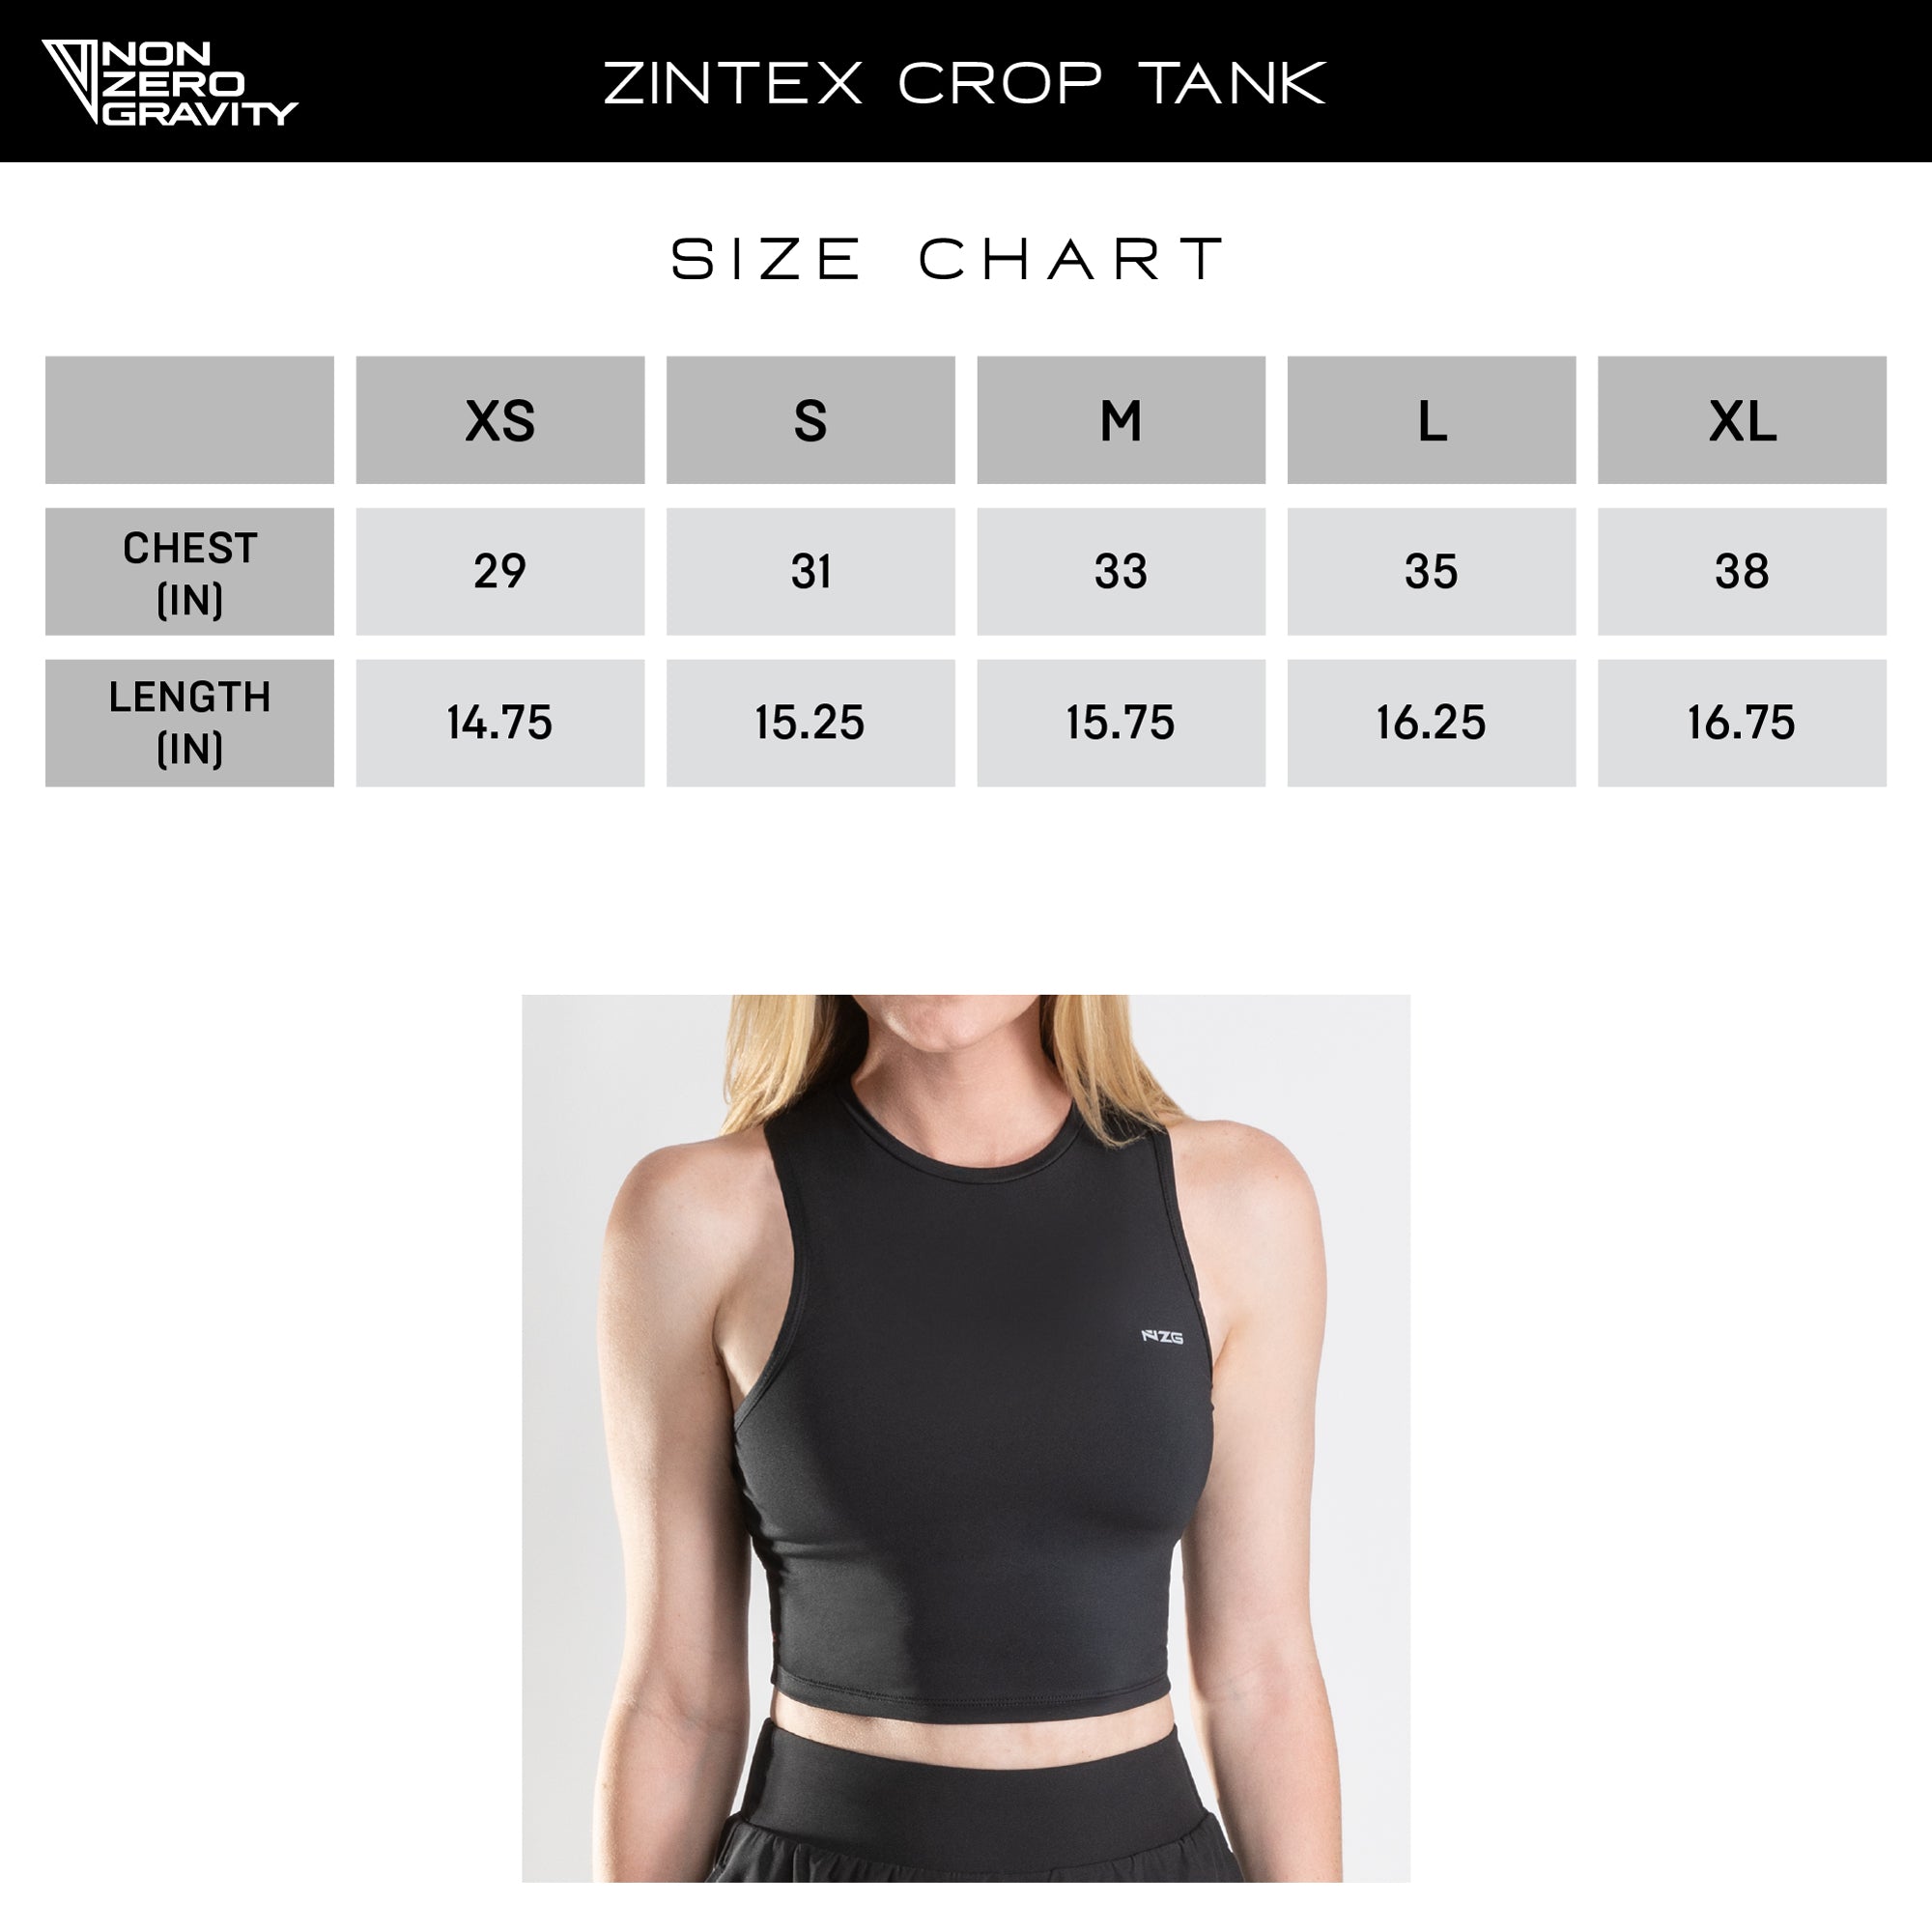 NON
ZERO
GRAVITY
ZINTEX CROP TANK
SIZE CHART
XS S M L XL
CHEST
(IN)
29 31 33 35 38
LENGTH
(IN)
14.75 15.25 15.75 16.25 16.75
NZG